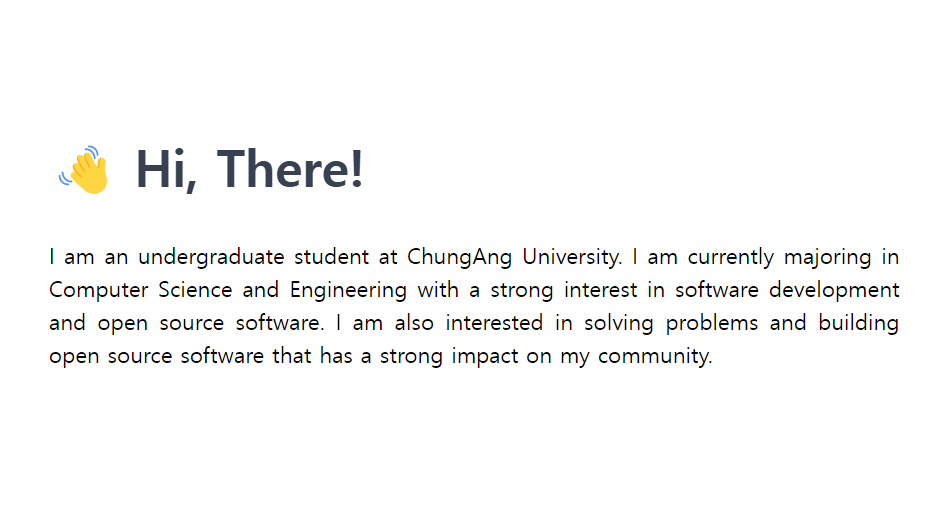 👋 Hi, There!
I am an undergraduate student at ChungAng University. I am currently majoring in
Computer Science and Engineering with a strong interest in software development
and open source software. I am also interested in solving problems and building
open source software that has a strong impact on my community.